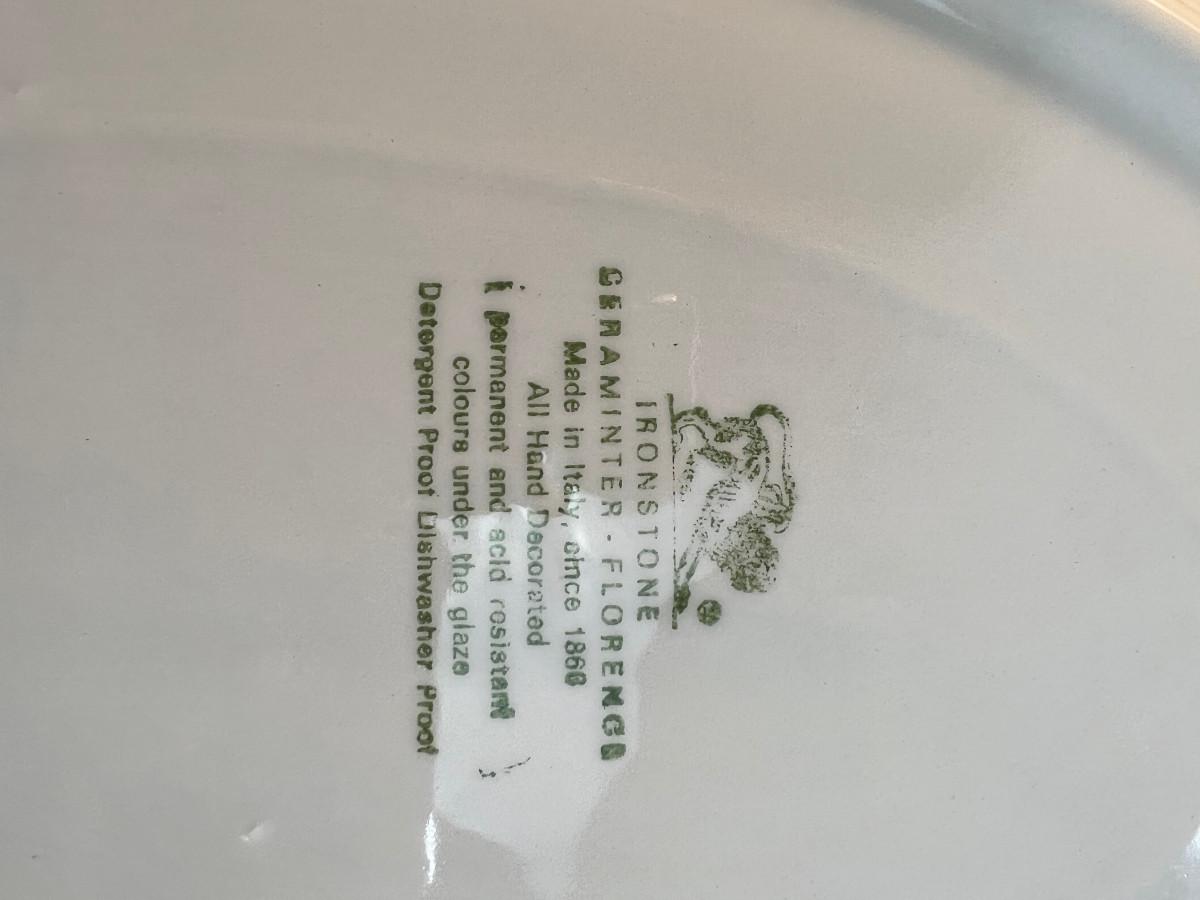 IRONSTONE
CERAMINTER - FLORENCE
Made in Italy, since 1860
All Hand Decorated
permanent and acid resistant
colours under the glaze
Detergent Proof Dishwasher Proof